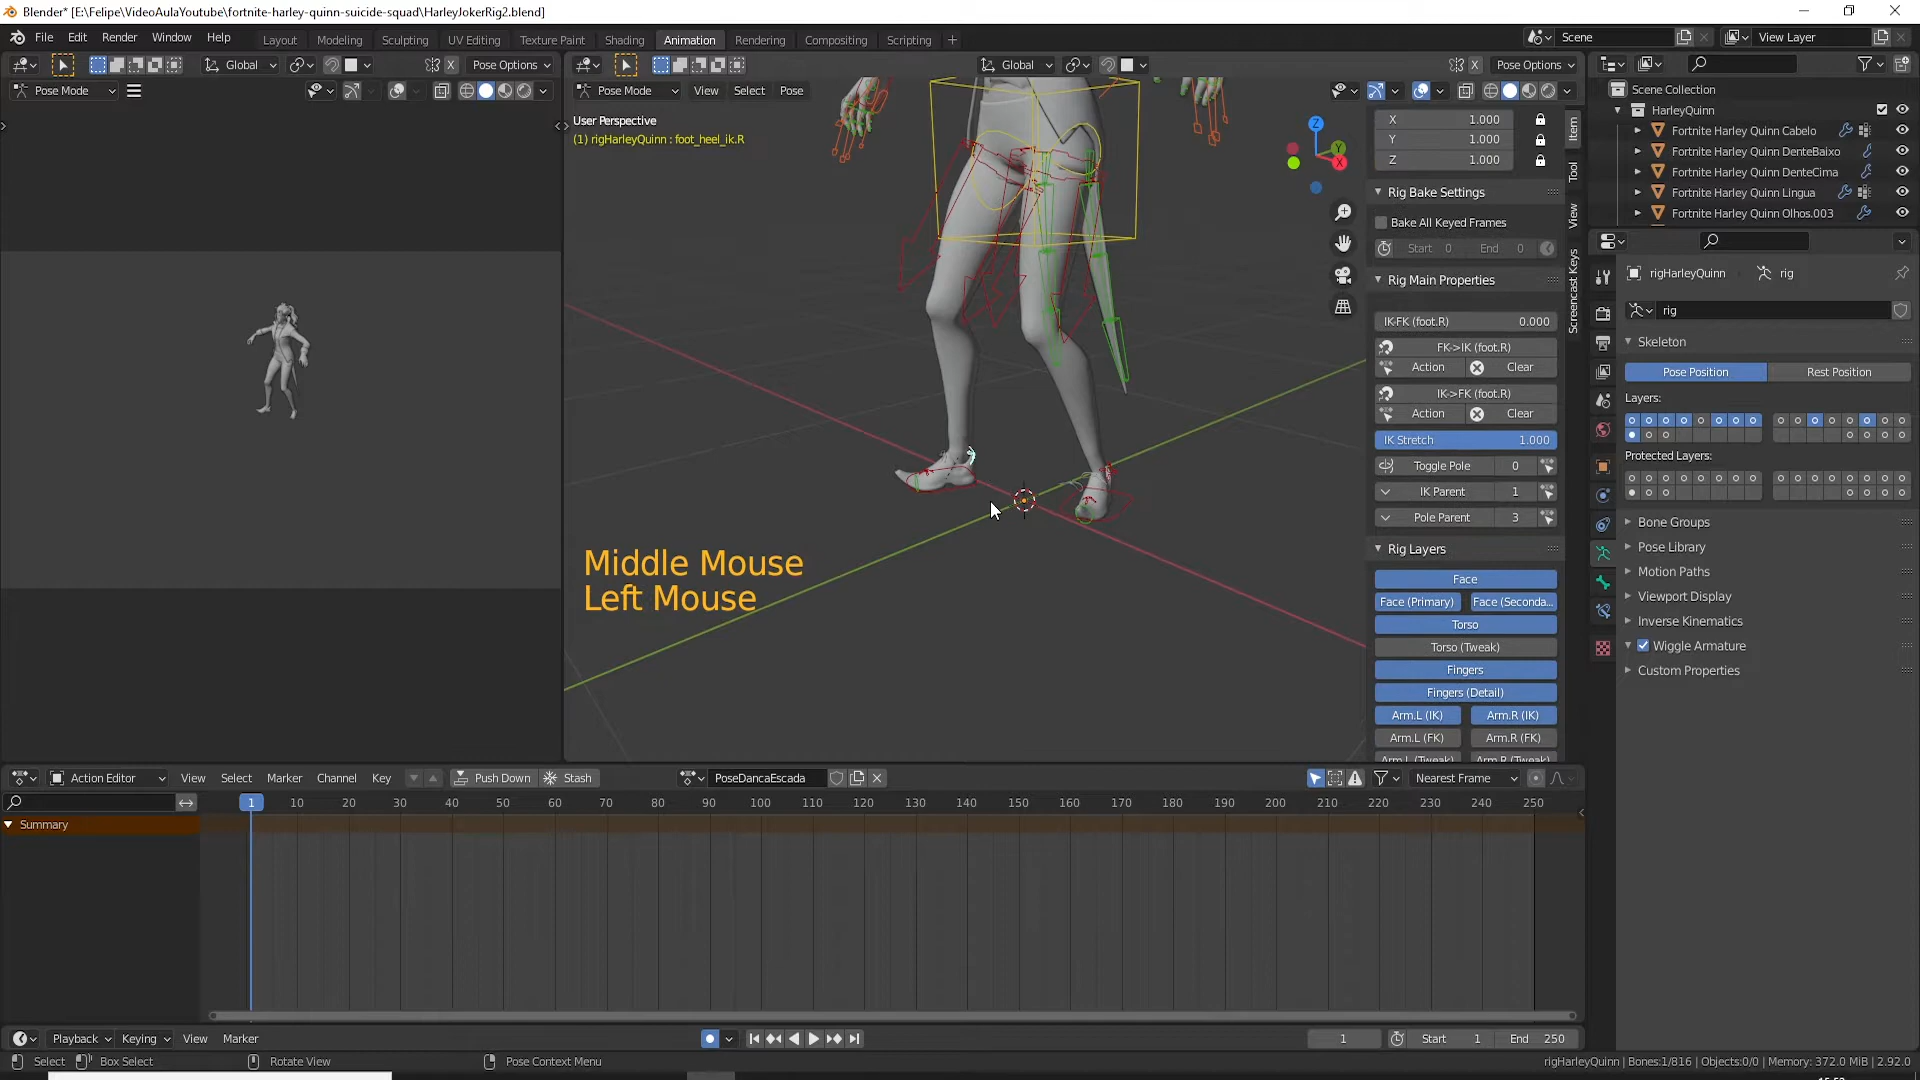 Blender* [E:\Felipe\VideoAulaYoutube\fortnite-harley-quinn-suicide-squad\HarleyJokerRig2.blend]
File Edit Render Window Help Layout Modeling Sculpting UV Editing Texture Paint Shading Animation Rendering Compositing Scripting + Scene View Layer
Global X Pose Options Global X Pose Options
Pose Mode Pose Mode View Select Pose
User Perspective
(1) rigHarleyQuinn : foot_heel_ik.R
Z
Y
X
Middle Mouse
Left Mouse
X 1.000
Y 1.000
Z 1.000
Rig Bake Settings
Bake All Keyed Frames
Start 0 End 0
Rig Main Properties
IK-FK (foot.R) 0.000
FK->IK (foot.R)
Action Clear
IK->FK (foot.R)
Action Clear
IK Stretch 1.000
Toggle Pole 0
IK Parent 1
Pole Parent 3
Rig Layers
Face
Face (Primary) Face (Seconda...
Torso
Torso (Tweak)
Fingers
Fingers (Detail)
Arm.L (IK) Arm.R (IK)
Arm.L (FK) Arm.R (FK)
Arm.L (Tweak) Arm.R (Tweak)
Item
Tool
View
Screencast Keys
Scene Collection
HarleyQuinn
Fortnite Harley Quinn Cabelo
Fortnite Harley Quinn DenteBaixo
Fortnite Harley Quinn DenteCima
Fortnite Harley Quinn Lingua
Fortnite Harley Quinn Olhos.003
rigHarleyQuinn rig
rig
Skeleton
Pose Position Rest Position
Layers:
Protected Layers:
Bone Groups
Pose Library
Motion Paths
Viewport Display
Inverse Kinematics
Wiggle Armature
Custom Properties
Action Editor View Select Marker Channel Key Push Down Stash PoseDancaEscada Nearest Frame
1 10 20 30 40 50 60 70 80 90 100 110 120 130 140 150 160 170 180 190 200 210 220 230 240 250
Summary
Playback Keying View Marker 1 Start 1 End 250
Select Box Select Rotate View Pose Context Menu rigHarleyQuinn | Bones:1/816 | Objects:0/0 | Memory: 372.0 MiB | 2.92.0